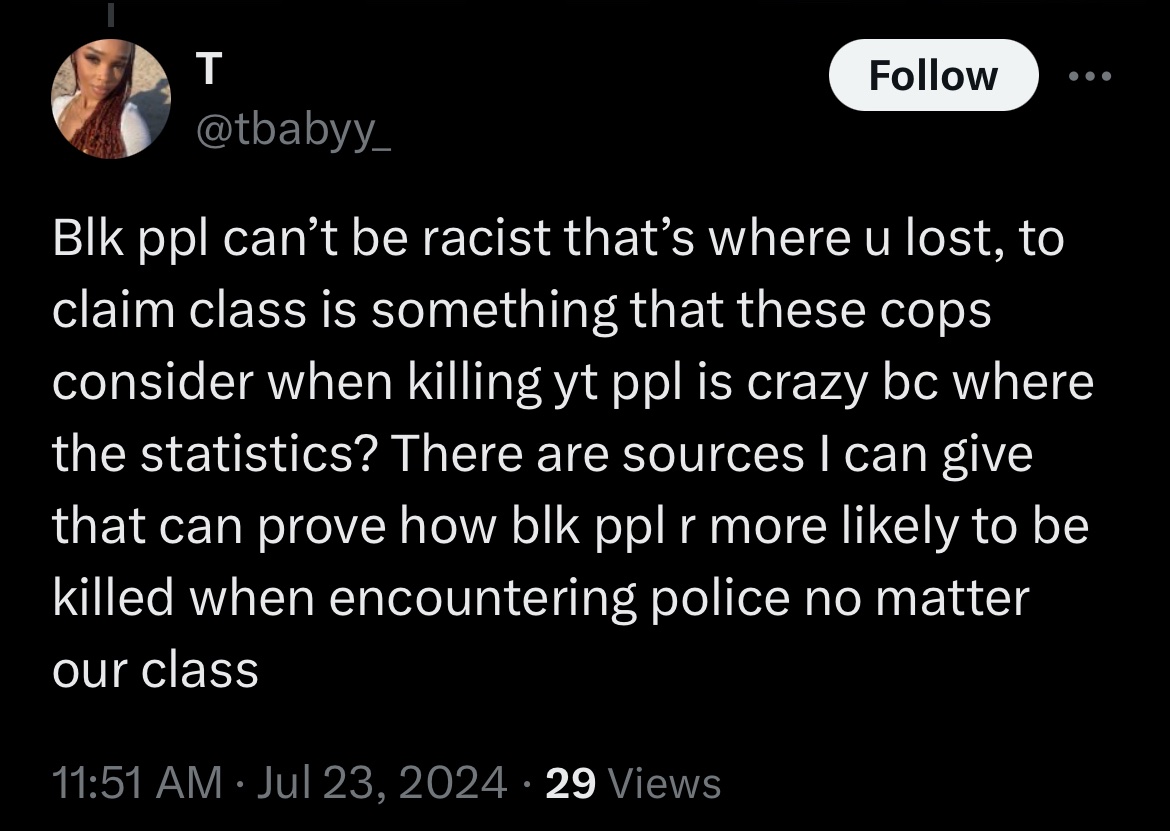 T
Follow
@tbabyy_
Blk ppl can’t be racist that’s where u lost, to
claim class is something that these cops
consider when killing yt ppl is crazy bc where
the statistics? There are sources I can give
that can prove how blk ppl r more likely to be
killed when encountering police no matter
our class
11:51 AM · Jul 23, 2024 · 29 Views